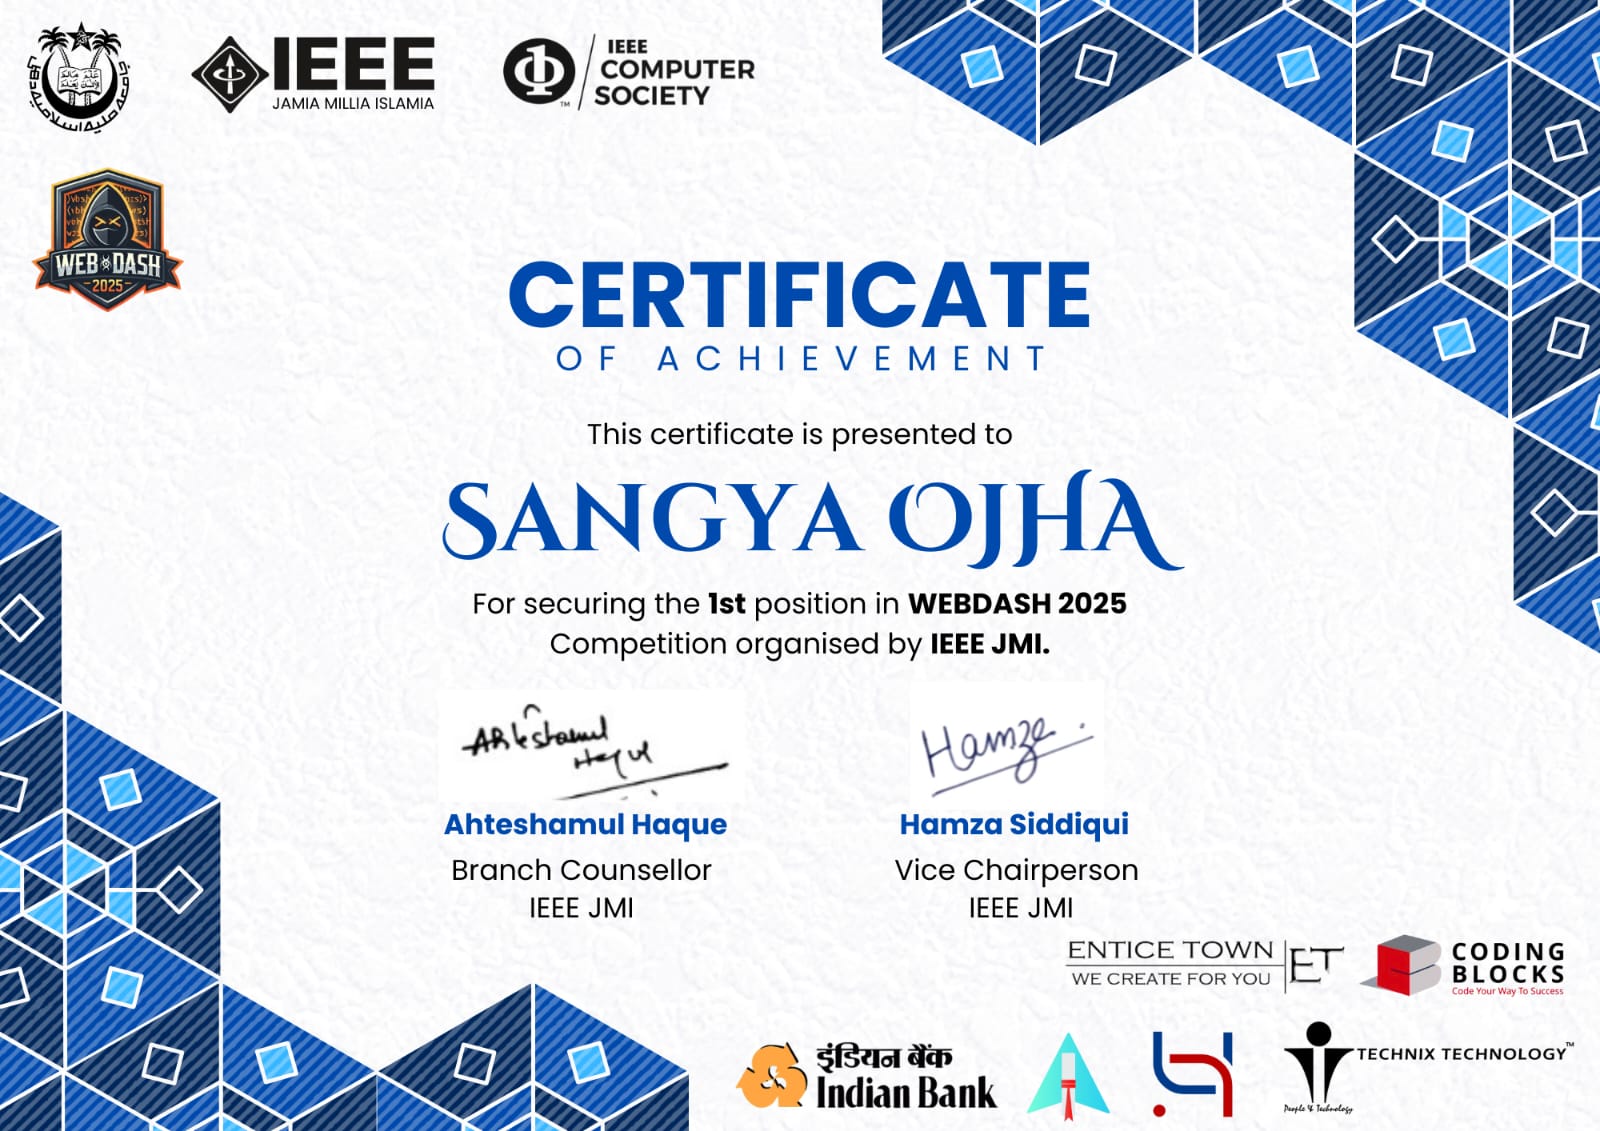 IEEE
JAMIA MILLIA ISLAMIA
IEEE
COMPUTER
SOCIETY
TM
WEB DASH
2025
CERTIFICATE
OF ACHIEVEMENT
This certificate is presented to
SANGYA OJHA
For securing the 1st position in WEBDASH 2025
Competition organised by IEEE JMI.
Ahteshamul
Haque
Hamza
Ahteshamul Haque
Hamza Siddiqui
Branch Counsellor
Vice Chairperson
IEEE JMI
IEEE JMI
ENTICE TOWN ET
WE CREATE FOR YOU
CODING
BLOCKS
Code Your Way To Success
इंडियन बैंक
Indian Bank
TECHNIX TECHNOLOGY™
People & Technology